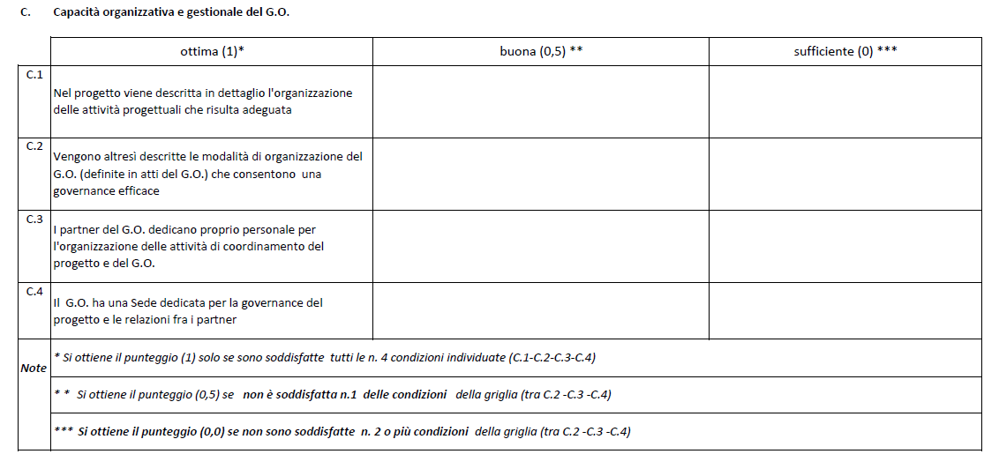 C. Capacità organizzativa e gestionale del G.O.
ottima (1)* buona (0,5) ** sufficiente (0) ***
C.1
Nel progetto viene descritta in dettaglio l'organizzazione
delle attività progettuali che risulta adeguata
C.2
Vengono altresì descritte le modalità di organizzazione del
G.O. (definite in atti del G.O.) che consentono una
governance efficace
C.3
I partner del G.O. dedicano proprio personale per
l'organizzazione delle attività di coordinamento del
progetto e del G.O.
C.4
Il G.O. ha una Sede dedicata per la governance del
progetto e le relazioni fra i partner
Note
* Si ottiene il punteggio (1) solo se sono soddisfatte tutti le n. 4 condizioni individuate (C.1-C.2-C.3-C.4)
* * Si ottiene il punteggio (0,5) se non è soddisfatta n.1 delle condizioni della griglia (tra C.2 -C.3 -C.4)
*** Si ottiene il punteggio (0,0) se non sono soddisfatte n. 2 o più condizioni della griglia (tra C.2 -C.3 -C.4)